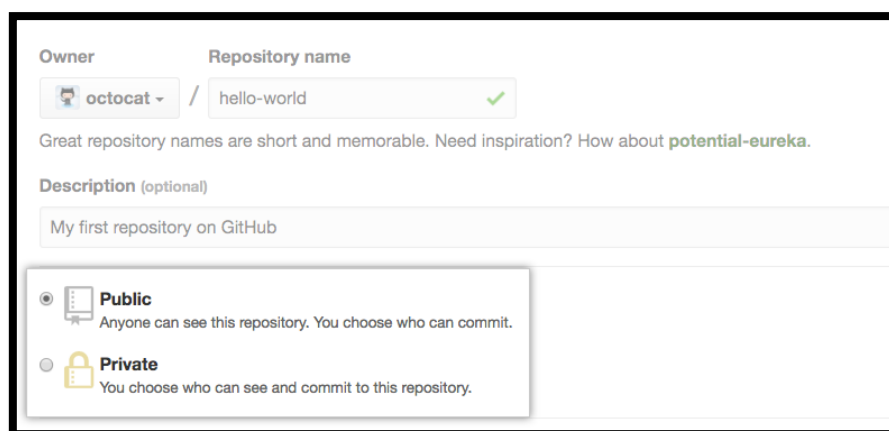 Owner Repository name
octocat / hello-world
Great repository names are short and memorable. Need inspiration? How about potential-eureka.
Description (optional)
My first repository on GitHub
Public
Anyone can see this repository. You choose who can commit.
Private
You choose who can see and commit to this repository.